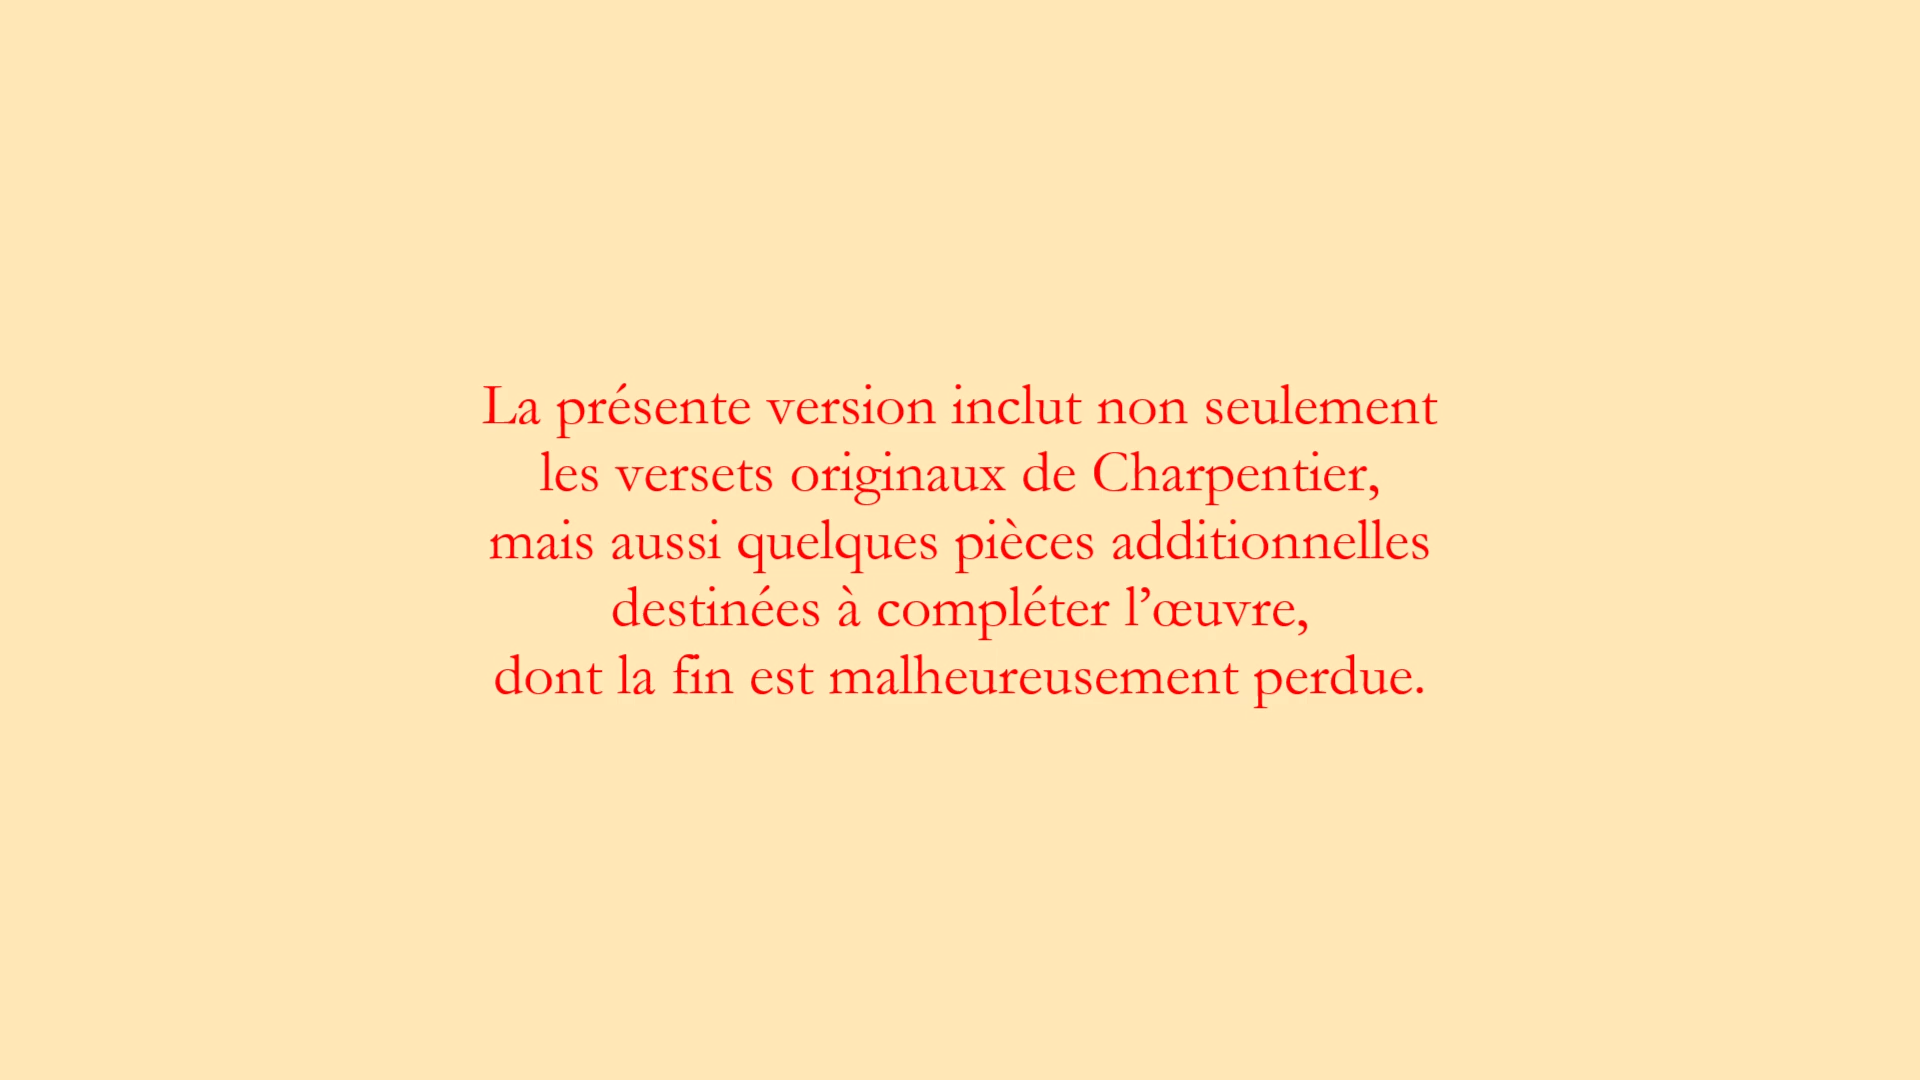 La présente version inclut non seulement
les versets originaux de Charpentier,
mais aussi quelques pièces additionnelles
destinées à compléter l’œuvre,
dont la fin est malheureusement perdue.